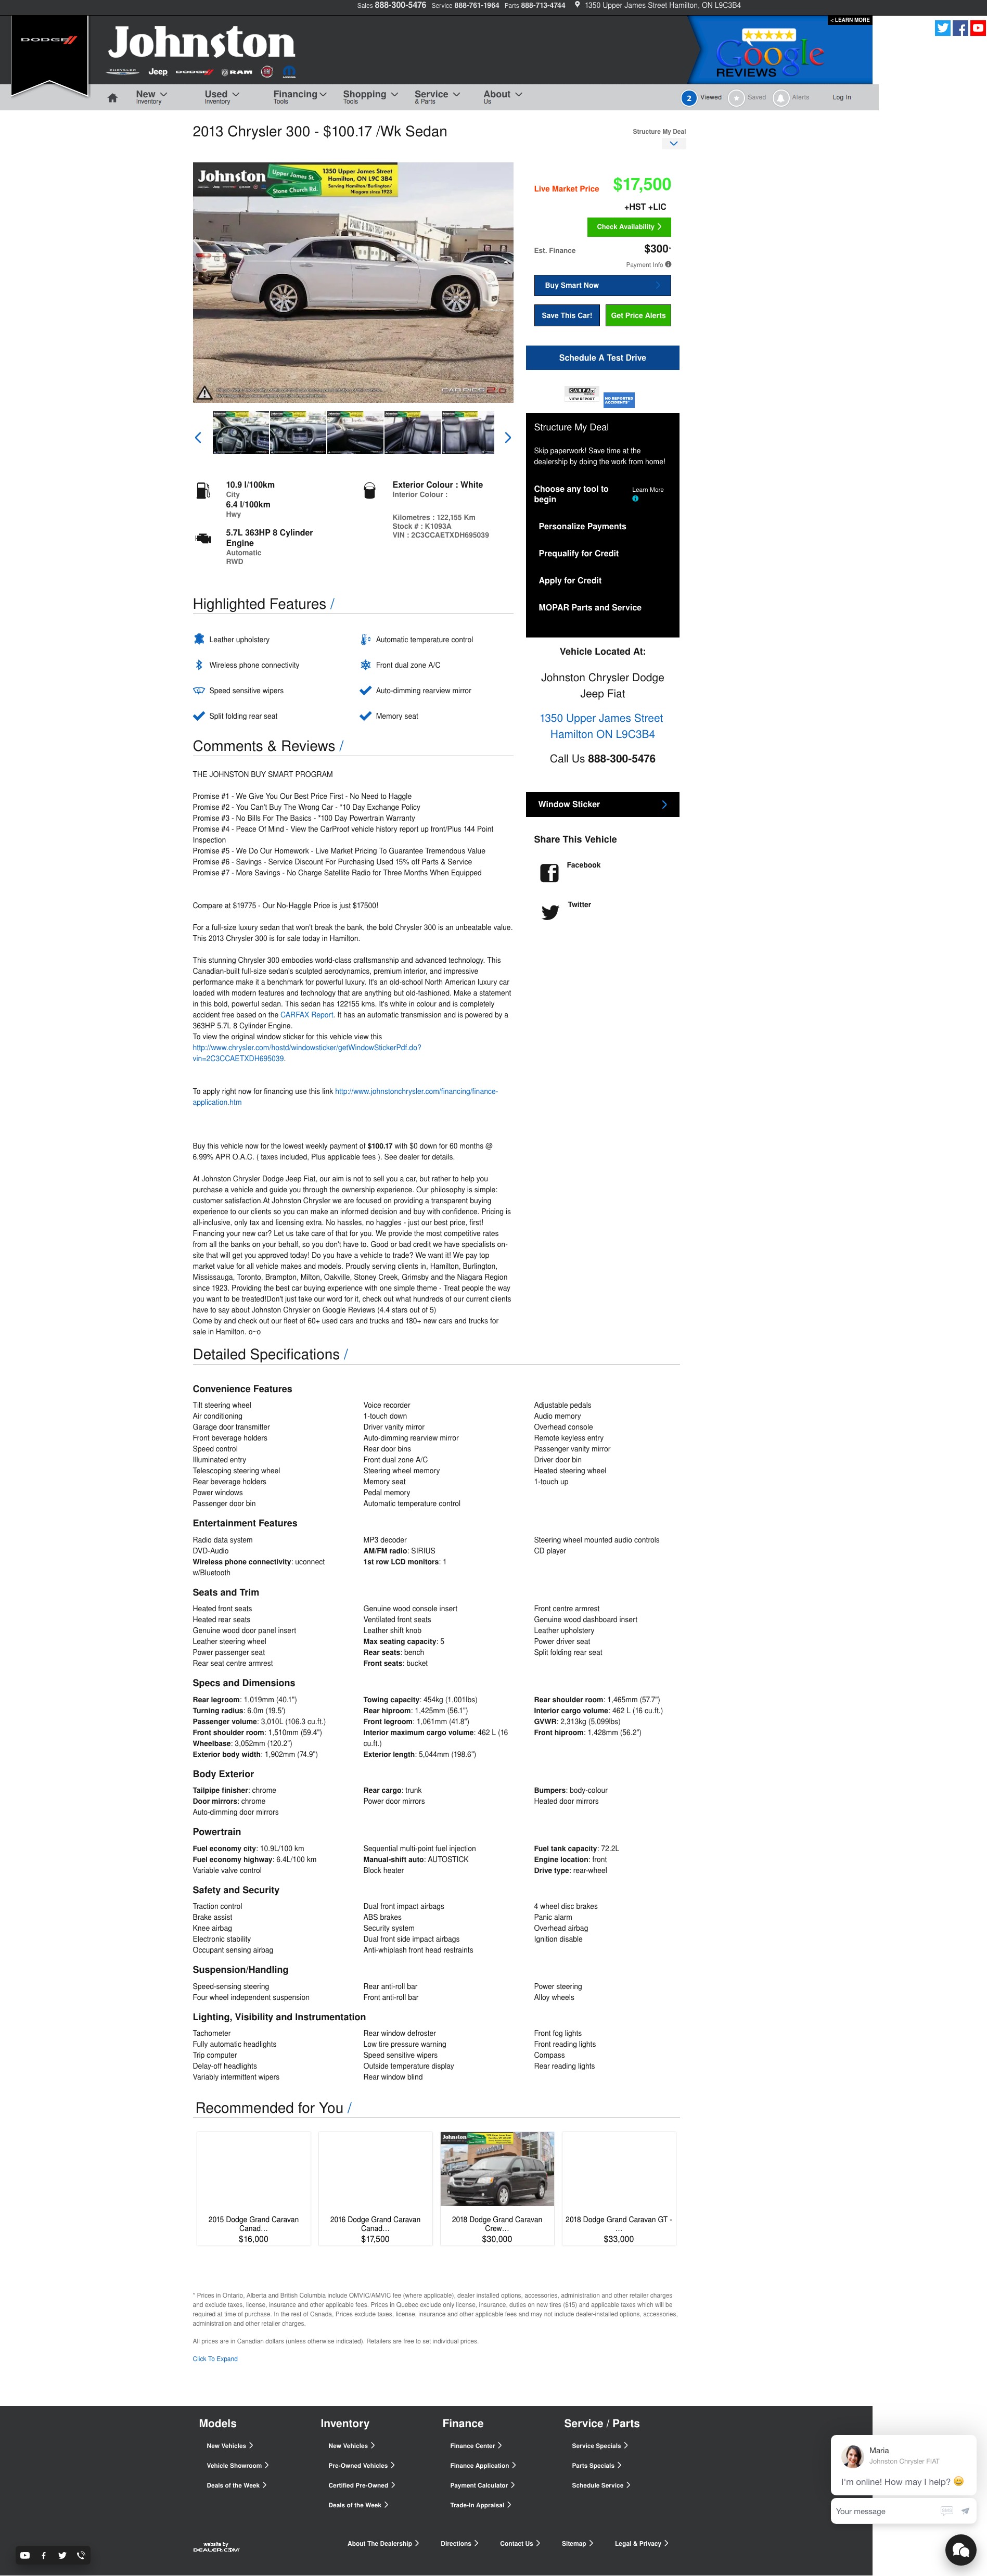 Sales 888-300-5476 Service 888-761-1964 Parts 888-713-4744 1350 Upper James Street Hamilton, ON L9C3B4
DODGE
Johnston
CHRYSLER Jeep DODGE RAM
< LEARN MORE
Google
REVIEWS
New
Inventory
Used
Inventory
Financing
Tools
Shopping
Tools
Service
& Parts
About
Us
2 Viewed
Saved
Alerts
Log In
2013 Chrysler 300 - $100.17 /Wk Sedan
Structure My Deal
Johnston
Upper James St.
Stone Church Rd.
1350 Upper James Street
Hamilton, ON L9C 3B4
Serving Hamilton/Burlington/
Niagara since 1923
Live Market Price $17,500
+HST +LIC
Check Availability
Est. Finance $300*
Payment Info
Buy Smart Now
Save This Car!
Get Price Alerts
Schedule A Test Drive
CARFAX
VIEW REPORT
NO REPORTED
ACCIDENTS
10.9 l/100km
City
6.4 l/100km
Hwy
5.7L 363HP 8 Cylinder
Engine
Automatic
RWD
Exterior Colour : White
Interior Colour :
Kilometres : 122,155 Km
Stock # : K1093A
VIN : 2C3CCAETXDH695039
Structure My Deal
Skip paperwork! Save time at the
dealership by doing the work from home!
Choose any tool to
begin
Learn More
Personalize Payments
Prequalify for Credit
Apply for Credit
MOPAR Parts and Service
Vehicle Located At:
Johnston Chrysler Dodge
Jeep Fiat
1350 Upper James Street
Hamilton ON L9C3B4
Call Us 888-300-5476
Window Sticker
Share This Vehicle
Facebook
Twitter
Highlighted Features /
Leather upholstery
Automatic temperature control
Wireless phone connectivity
Front dual zone A/C
Speed sensitive wipers
Auto-dimming rearview mirror
Split folding rear seat
Memory seat
Comments & Reviews /
THE JOHNSTON BUY SMART PROGRAM
Promise #1 - We Give You Our Best Price First - No Need to Haggle
Promise #2 - You Can't Buy The Wrong Car - *10 Day Exchange Policy
Promise #3 - No Bills For The Basics - *100 Day Powertrain Warranty
Promise #4 - Peace Of Mind - View the CarProof vehicle history report up front/Plus 144 Point
Inspection
Promise #5 - We Do Our Homework - Live Market Pricing To Guarantee Tremendous Value
Promise #6 - Savings - Service Discount For Purchasing Used 15% off Parts & Service
Promise #7 - More Savings - No Charge Satellite Radio for Three Months When Equipped
Compare at $19775 - Our No-Haggle Price is just $17500!
For a full-size luxury sedan that won't break the bank, the bold Chrysler 300 is an unbeatable value.
This 2013 Chrysler 300 is for sale today in Hamilton.
This stunning Chrysler 300 embodies world-class craftsmanship and advanced technology. This
Canadian-built full-size sedan's sculpted aerodynamics, premium interior, and impressive
performance make it a benchmark for powerful luxury. It's an old-school North American luxury car
loaded with modern features and technology that are anything but old-fashioned. Make a statement
in this bold, powerful sedan. This sedan has 122155 kms. It's white in colour and is completely
accident free based on the CARFAX Report. It has an automatic transmission and is powered by a
363HP 5.7L 8 Cylinder Engine.
To view the original window sticker for this vehicle view this
http://www.chrysler.com/hostd/windowsticker/getWindowStickerPdf.do?
vin=2C3CCAETXDH695039.
To apply right now for financing use this link http://www.johnstonchrysler.com/financing/finance-
application.htm
Buy this vehicle now for the lowest weekly payment of $100.17 with $0 down for 60 months @
6.99% APR O.A.C. ( taxes included, Plus applicable fees ). See dealer for details.
At Johnston Chrysler Dodge Jeep Fiat, our aim is not to sell you a car, but rather to help you
purchase a vehicle and guide you through the ownership experience. Our philosophy is simple:
customer satisfaction.At Johnston Chrysler we are focused on providing a transparent buying
experience to our clients so you can make an informed decision and buy with confidence. Pricing is
all-inclusive, only tax and licensing extra. No hassles, no haggles - just our best price, first!
Financing your new car? Let us take care of that for you. We provide the most competitive rates
from all the banks on your behalf, so you don't have to. Good or bad credit we have specialists on-
site that will get you approved today! Do you have a vehicle to trade? We want it! We pay top
market value for all vehicle makes and models. Proudly serving clients in, Hamilton, Burlington,
Mississauga, Toronto, Brampton, Milton, Oakville, Stoney Creek, Grimsby and the Niagara Region
since 1923. Providing the best car buying experience with one simple theme - Treat people the way
you want to be treated!Don't just take our word for it, check out what hundreds of our current clients
have to say about Johnston Chrysler on Google Reviews (4.4 stars out of 5)
Come by and check out our fleet of 60+ used cars and trucks and 180+ new cars and trucks for
sale in Hamilton. o~o
Detailed Specifications /
Convenience Features
Tilt steering wheel Voice recorder Adjustable pedals
Air conditioning 1-touch down Audio memory
Garage door transmitter Driver vanity mirror Overhead console
Front beverage holders Auto-dimming rearview mirror Remote keyless entry
Speed control Rear door bins Passenger vanity mirror
Illuminated entry Front dual zone A/C Driver door bin
Telescoping steering wheel Steering wheel memory Heated steering wheel
Rear beverage holders Memory seat 1-touch up
Power windows Pedal memory
Passenger door bin Automatic temperature control
Entertainment Features
Radio data system MP3 decoder Steering wheel mounted audio controls
DVD-Audio AM/FM radio: SIRIUS CD player
Wireless phone connectivity: uconnect 1st row LCD monitors: 1
w/Bluetooth
Seats and Trim
Heated front seats Genuine wood console insert Front centre armrest
Heated rear seats Ventilated front seats Genuine wood dashboard insert
Genuine wood door panel insert Leather shift knob Leather upholstery
Leather steering wheel Max seating capacity: 5 Power driver seat
Power passenger seat Rear seats: bench Split folding rear seat
Rear seat centre armrest Front seats: bucket
Specs and Dimensions
Rear legroom: 1,019mm (40.1") Towing capacity: 454kg (1,001lbs) Rear shoulder room: 1,465mm (57.7")
Turning radius: 6.0m (19.5') Rear hiproom: 1,425mm (56.1") Interior cargo volume: 462 L (16 cu.ft.)
Passenger volume: 3,010L (106.3 cu.ft.) Front legroom: 1,061mm (41.8") GVWR: 2,313kg (5,099lbs)
Front shoulder room: 1,510mm (59.4") Interior maximum cargo volume: 462 L (16 Front hiproom: 1,428mm (56.2")
Wheelbase: 3,052mm (120.2") cu.ft.)
Exterior body width: 1,902mm (74.9") Exterior length: 5,044mm (198.6")
Body Exterior
Tailpipe finisher: chrome Rear cargo: trunk Bumpers: body-colour
Door mirrors: chrome Power door mirrors Heated door mirrors
Auto-dimming door mirrors
Powertrain
Fuel economy city: 10.9L/100 km Sequential multi-point fuel injection Fuel tank capacity: 72.2L
Fuel economy highway: 6.4L/100 km Manual-shift auto: AUTOSTICK Engine location: front
Variable valve control Block heater Drive type: rear-wheel
Safety and Security
Traction control Dual front impact airbags 4 wheel disc brakes
Brake assist ABS brakes Panic alarm
Knee airbag Security system Overhead airbag
Electronic stability Dual front side impact airbags Ignition disable
Occupant sensing airbag Anti-whiplash front head restraints
Suspension/Handling
Speed-sensing steering Rear anti-roll bar Power steering
Four wheel independent suspension Front anti-roll bar Alloy wheels
Lighting, Visibility and Instrumentation
Tachometer Rear window defroster Front fog lights
Fully automatic headlights Low tire pressure warning Front reading lights
Trip computer Speed sensitive wipers Compass
Delay-off headlights Outside temperature display Rear reading lights
Variably intermittent wipers Rear window blind
Recommended for You /
Johnston
2015 Dodge Grand Caravan
Canad...
$16,000
2016 Dodge Grand Caravan
Canad...
$17,500
2018 Dodge Grand Caravan
Crew...
$30,000
2018 Dodge Grand Caravan GT -
...
$33,000
* Prices in Ontario, Alberta and British Columbia include OMVIC/AMVIC fee (where applicable), dealer installed options, accessories, administration and other retailer charges
and exclude taxes, license, insurance and other applicable fees. Prices in Quebec exclude only license, insurance, duties on new tires ($15) and applicable taxes which will be
required at time of purchase. In the rest of Canada, Prices exclude taxes, license, insurance and other applicable fees and may not include dealer-installed options, accessories,
administration and other retailer charges.
All prices are in Canadian dollars (unless otherwise indicated). Retailers are free to set individual prices.
Click To Expand
Models Inventory Finance Service / Parts
New Vehicles New Vehicles Finance Center Service Specials
Vehicle Showroom Pre-Owned Vehicles Finance Application Parts Specials
Deals of the Week Certified Pre-Owned Payment Calculator Schedule Service
Deals of the Week Trade-In Appraisal
Maria
Johnston Chrysler FIAT
I'm online! How may I help?
Your message
website by
DEALER.COM
About The Dealership Directions Contact Us Sitemap Legal & Privacy